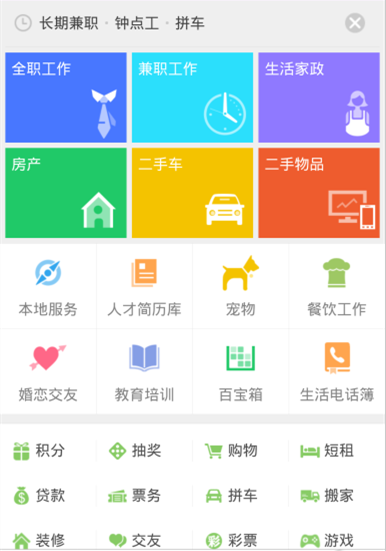 长期兼职 · 钟点工 · 拼车
全职工作 兼职工作 生活家政
房产 二手车 二手物品
本地服务 人才简历库 宠物 餐饮工作
婚恋交友 教育培训 百宝箱 生活电话簿
积分 抽奖 购物 短租
贷款 票务 拼车 搬家
装修 交友 彩 彩票 游戏